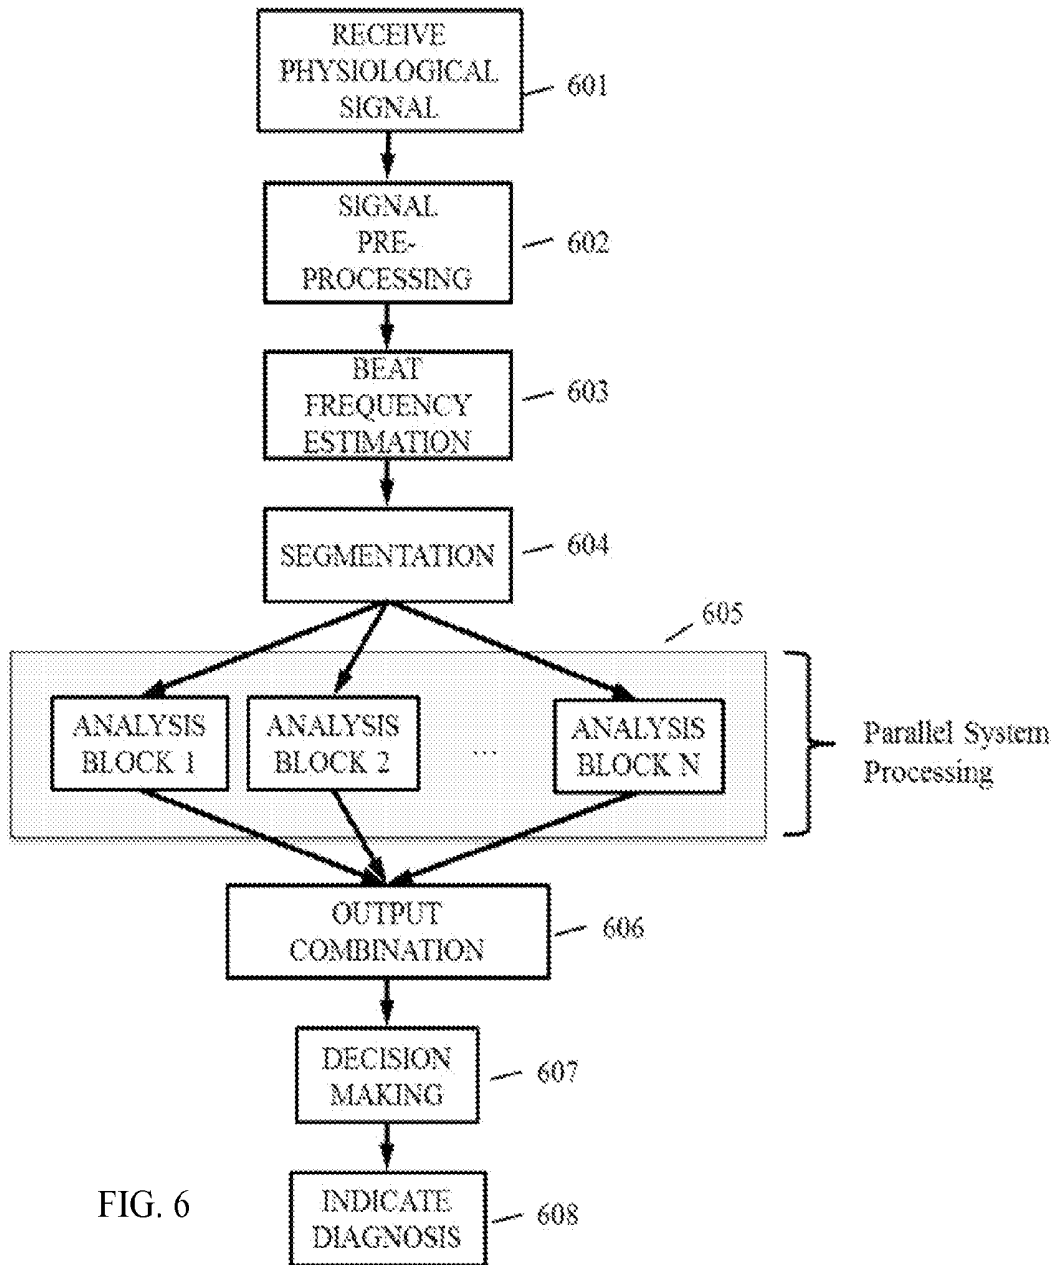 RECEIVE
PHYSIOLOGICAL
SIGNAL
601
SIGNAL
PRE-
PROCESSING
602
BEAT
FREQUENCY
ESTIMATION
603
SEGMENTATION
604
605
ANALYSIS
BLOCK 1
ANALYSIS
BLOCK 2
...
ANALYSIS
BLOCK N
Parallel System
Processing
OUTPUT
COMBINATION
606
DECISION
MAKING
607
INDICATE
DIAGNOSIS
608
FIG. 6